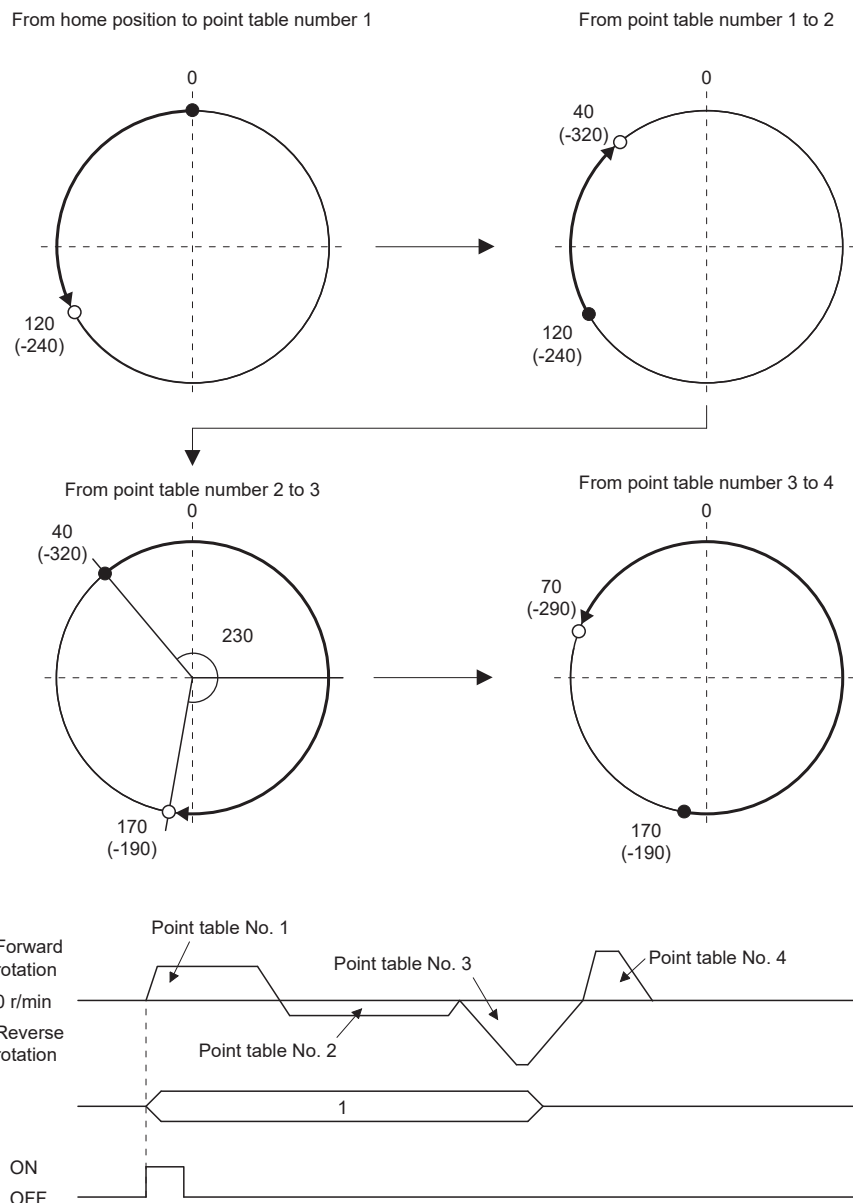 From home position to point table number 1
From point table number 1 to 2
0
120
(-240)
0
40
(-320)
120
(-240)
From point table number 2 to 3
0
40
(-320)
230
170
(-190)
From point table number 3 to 4
0
70
(-290)
170
(-190)
Forward
rotation
0 r/min
Reverse
rotation
Point table No. 1
Point table No. 2
Point table No. 3
Point table No. 4
1
ON
OFF